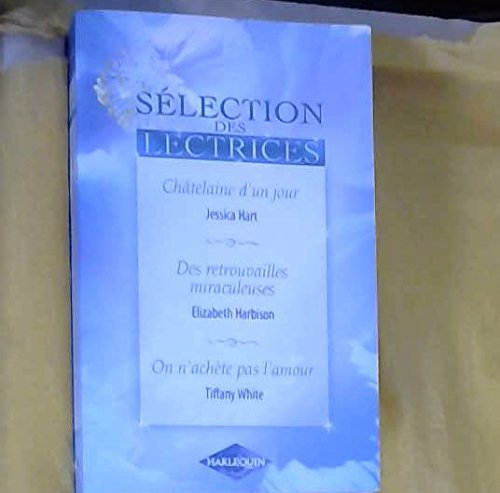 SÉLECTION
DES
LECTRICES
Châtelaine d'un jour
Jessica Hart
Des retrouvailles
miraculeuses
Elizabeth Harbison
On n'achète pas l'amour
Tiffany White
HARLEQUIN